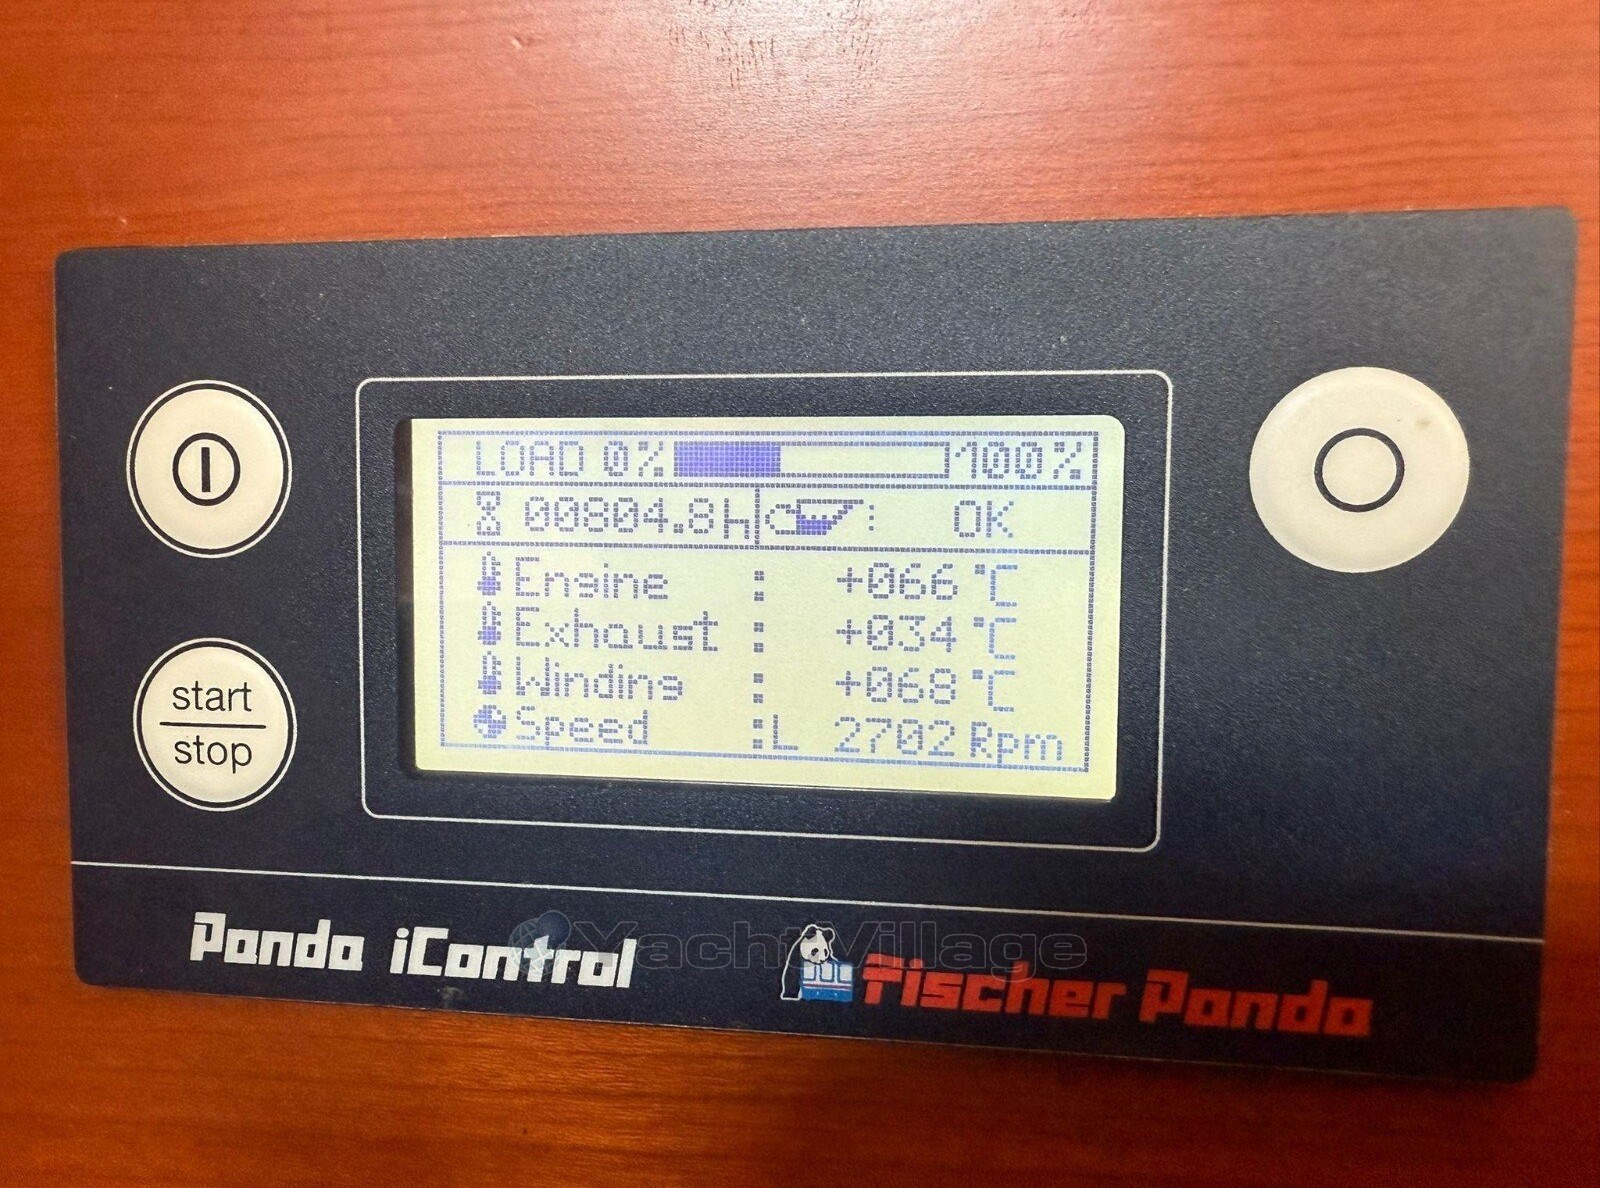 LOAD 0% 100%
00804.8H : OK
Engine : +066°C
Exhaust : +034°C
Winding : +068°C
Speed :L 2702 Rpm
start
stop
Panda iControl
YachtVillage
Fischer Panda